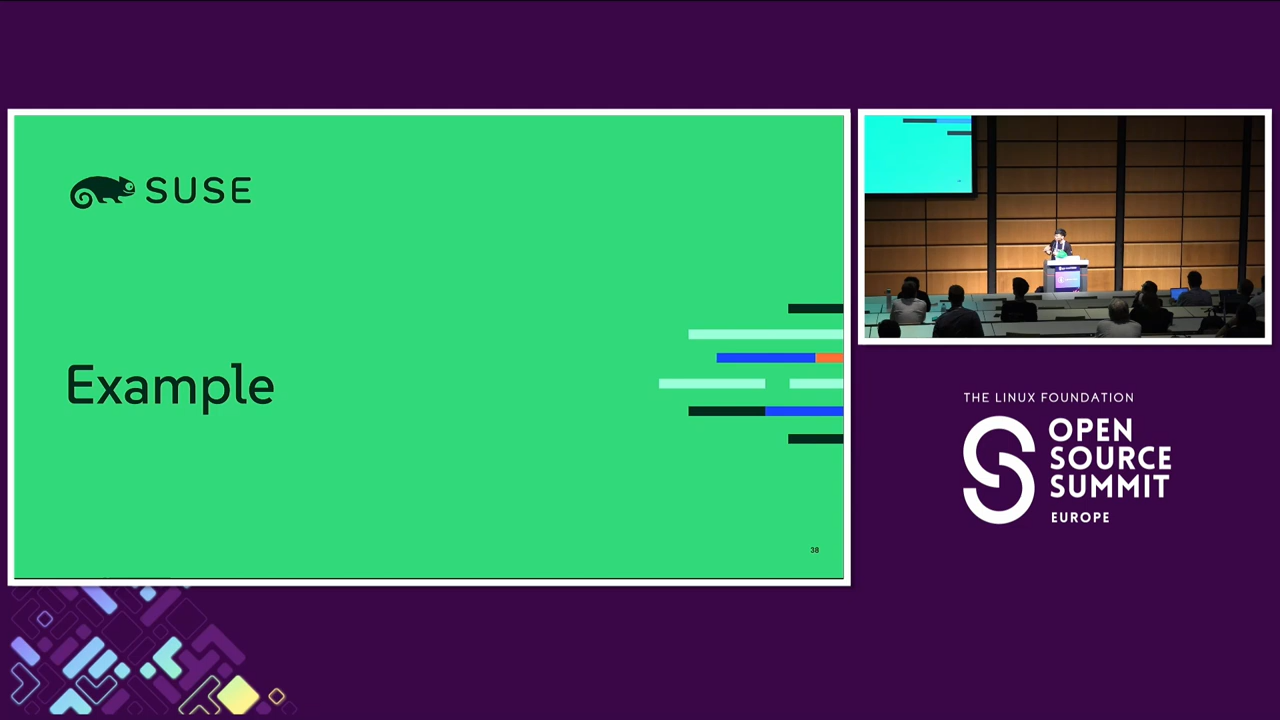 SUSE
Example
38
THE LINUX FOUNDATION
OPEN
SOURCE
SUMMIT
EUROPE